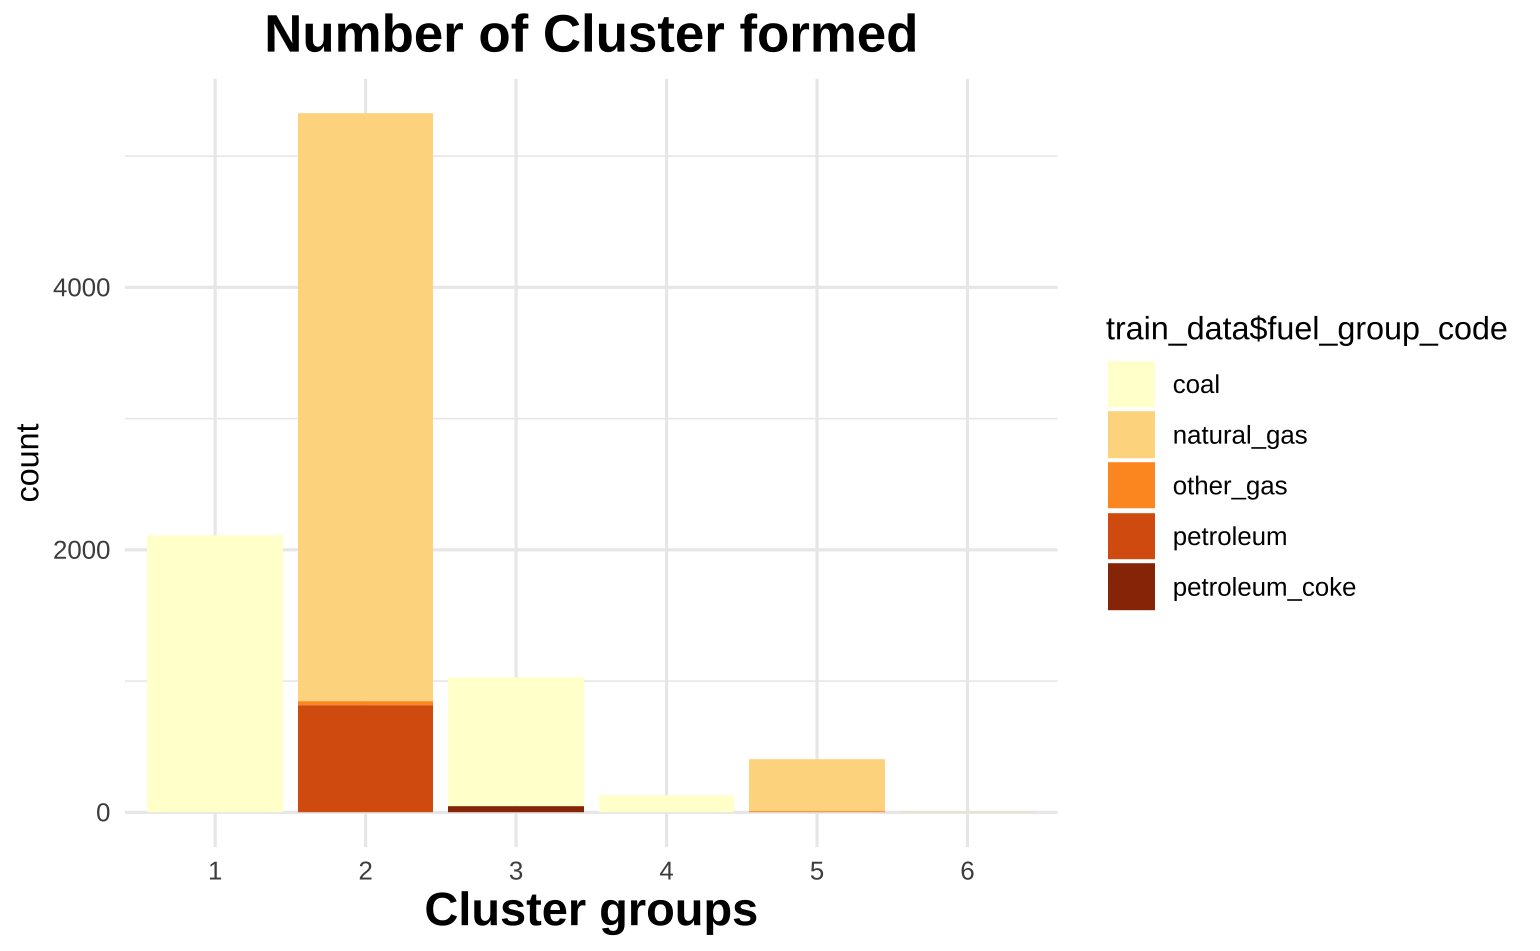 Number of Cluster formed
count
4000
2000
0
1 2 3 4 5 6
Cluster groups
train_data$fuel_group_code
coal
natural_gas
other_gas
petroleum
petroleum_coke